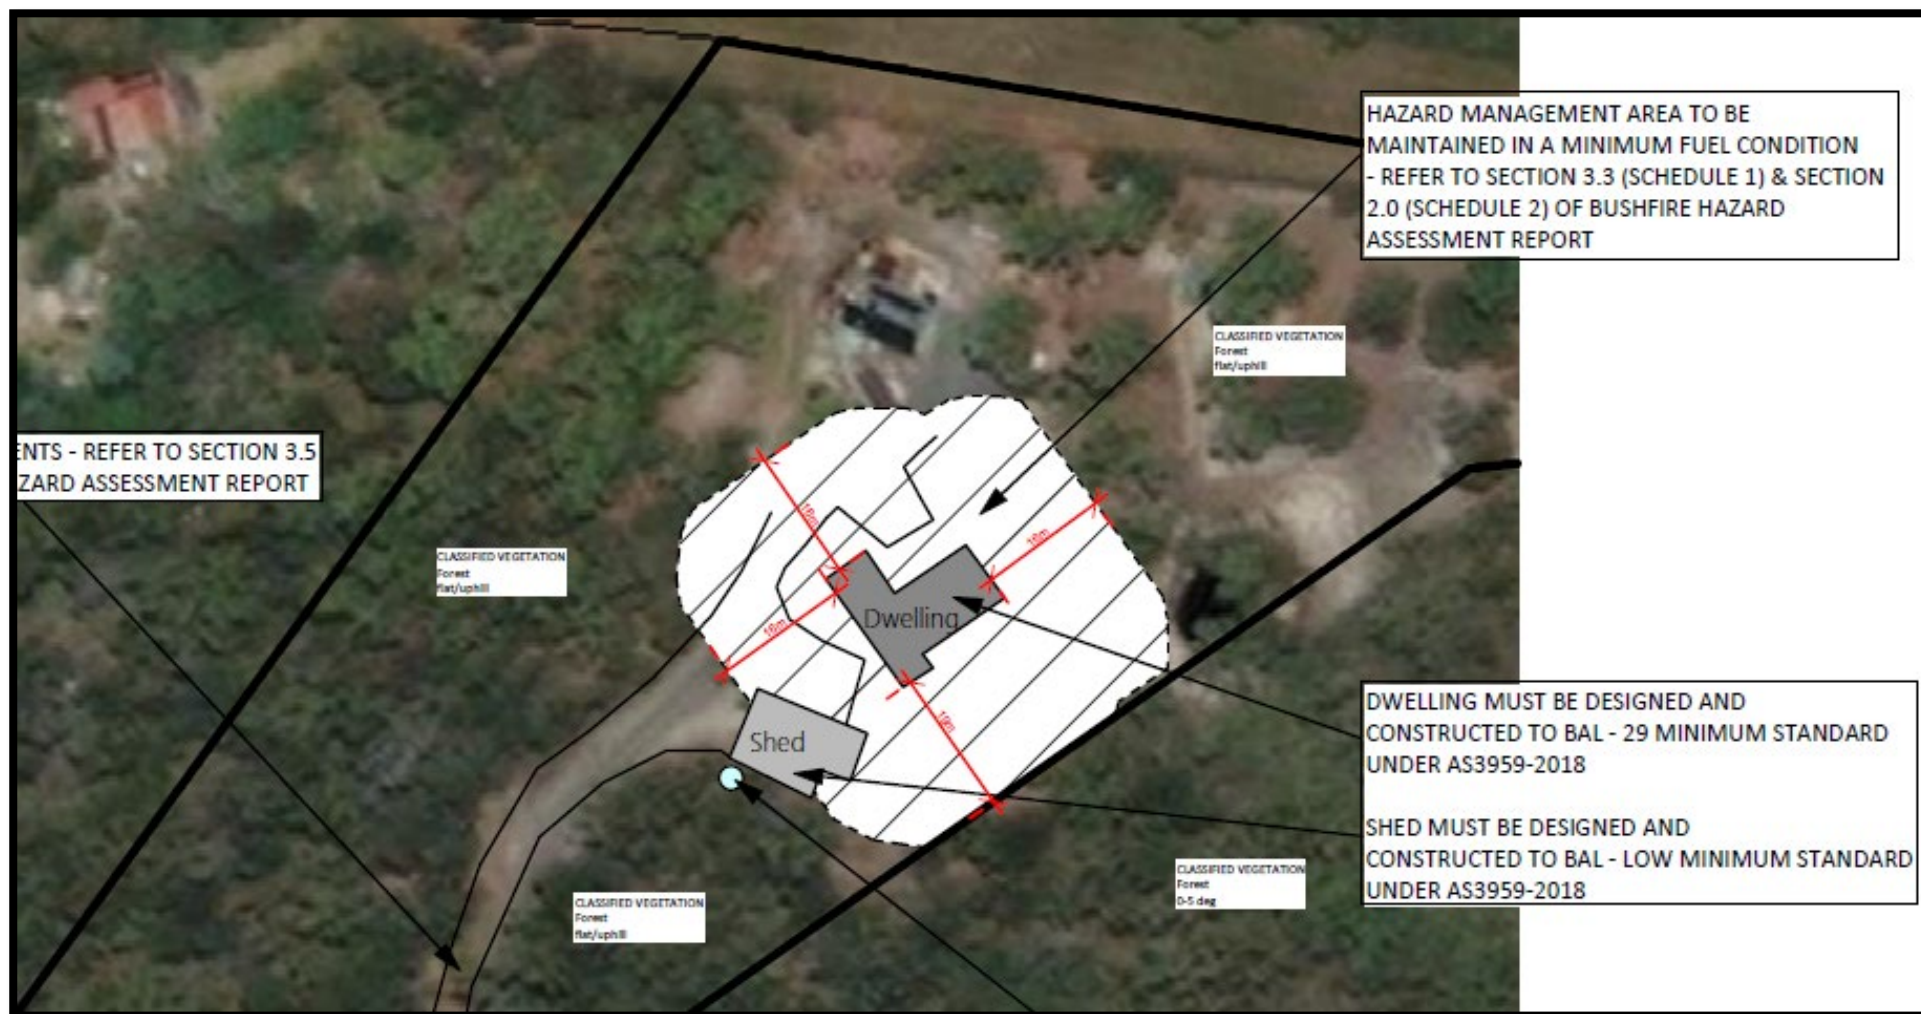 HAZARD MANAGEMENT AREA TO BE
MAINTAINED IN A MINIMUM FUEL CONDITION
- REFER TO SECTION 3.3 (SCHEDULE 1) & SECTION
2.0 (SCHEDULE 2) OF BUSHFIRE HAZARD
ASSESSMENT REPORT
CLASSIFIED VEGETATION
Forest
flat/uphill
ENTS - REFER TO SECTION 3.5
ZARD ASSESSMENT REPORT
16m
16m
CLASSIFIED VEGETATION
Forest
flat/uphill
Dwelling
16m
19m
Shed
DWELLING MUST BE DESIGNED AND
CONSTRUCTED TO BAL - 29 MINIMUM STANDARD
UNDER AS3959-2018
SHED MUST BE DESIGNED AND
CONSTRUCTED TO BAL - LOW MINIMUM STANDARD
UNDER AS3959-2018
CLASSIFIED VEGETATION
Forest
0-5 deg
CLASSIFIED VEGETATION
Forest
flat/uphill